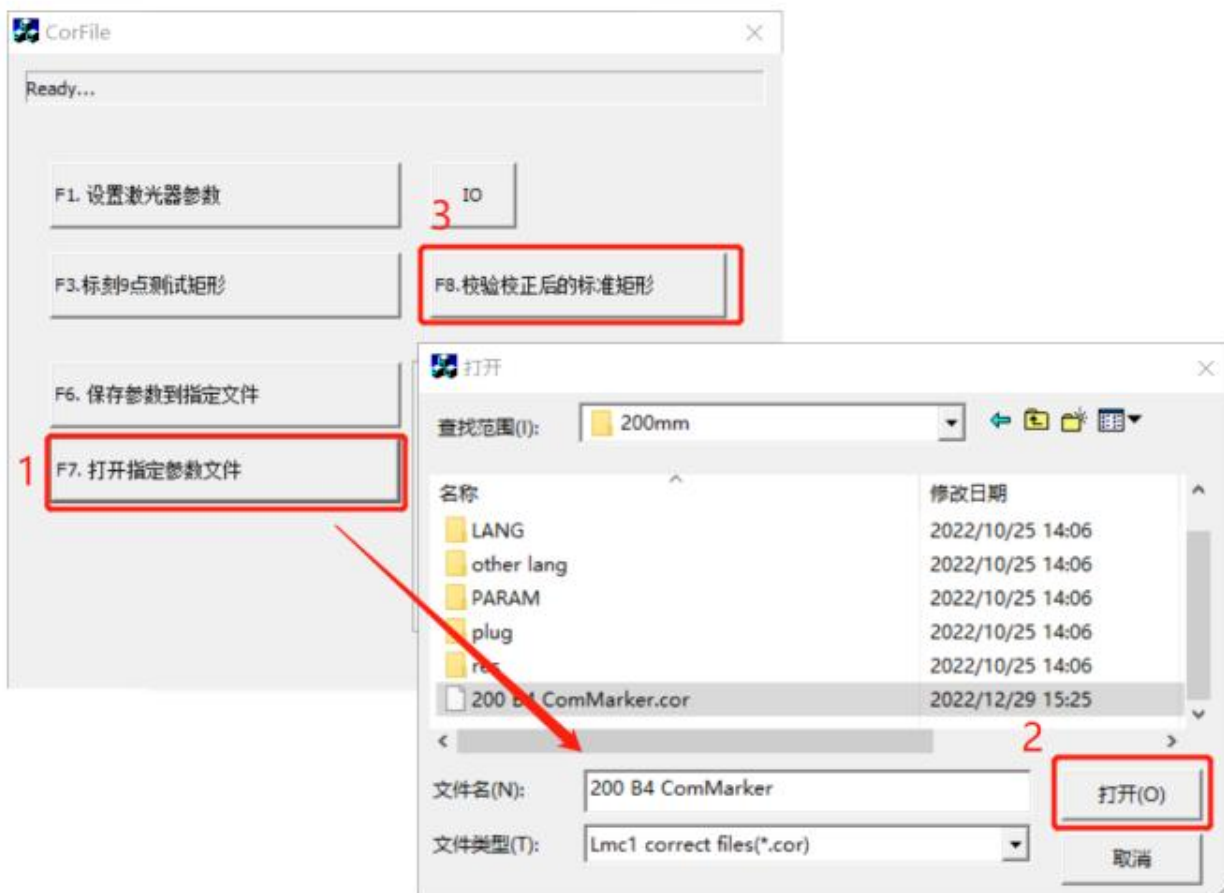 CorFile
Ready...
F1. 设置激光器参数
IO
3
F3.标刻9点测试矩形
F8.校验校正后的标准矩形
F6. 保存参数到指定文件
1
F7. 打开指定参数文件
打开
查找范围(I):
200mm
名称
修改日期
LANG
2022/10/25 14:06
other lang
2022/10/25 14:06
PARAM
2022/10/25 14:06
plug
2022/10/25 14:06
2022/10/25 14:06
200 B4 ComMarker.cor
2022/12/29 15:25
2
文件名(N):
200 B4 ComMarker
打开(O)
文件类型(T):
Lmc1 correct files(*.cor)
取消